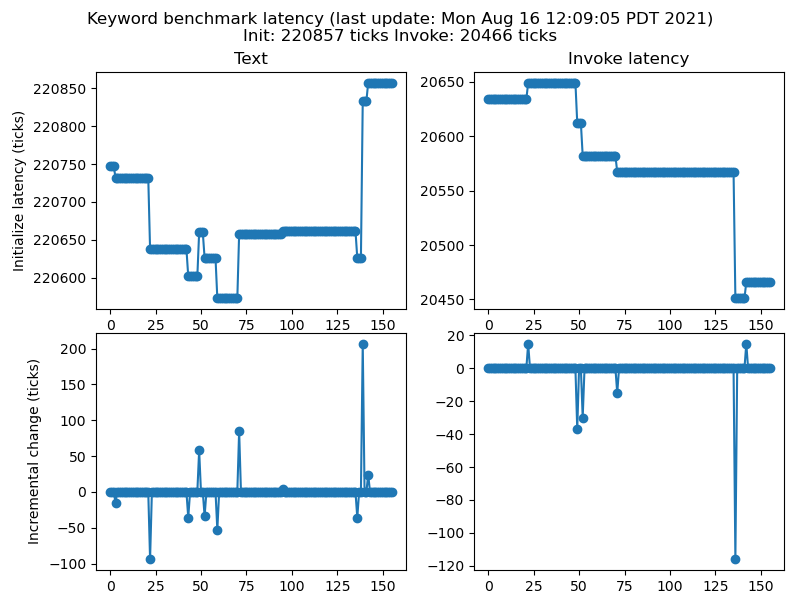 Keyword benchmark latency (last update: Mon Aug 16 12:09:05 PDT 2021)
Init: 220857 ticks Invoke: 20466 ticks
Text
Invoke latency
Initialize latency (ticks)
220850
220800
220750
220700
220650
220600
0 25 50 75 100 125 150
20650
20600
20550
20500
20450
0 25 50 75 100 125 150
Incremental change (ticks)
200
150
100
50
0
−50
−100
0 25 50 75 100 125 150
20
0
−20
−40
−60
−80
−100
−120
0 25 50 75 100 125 150